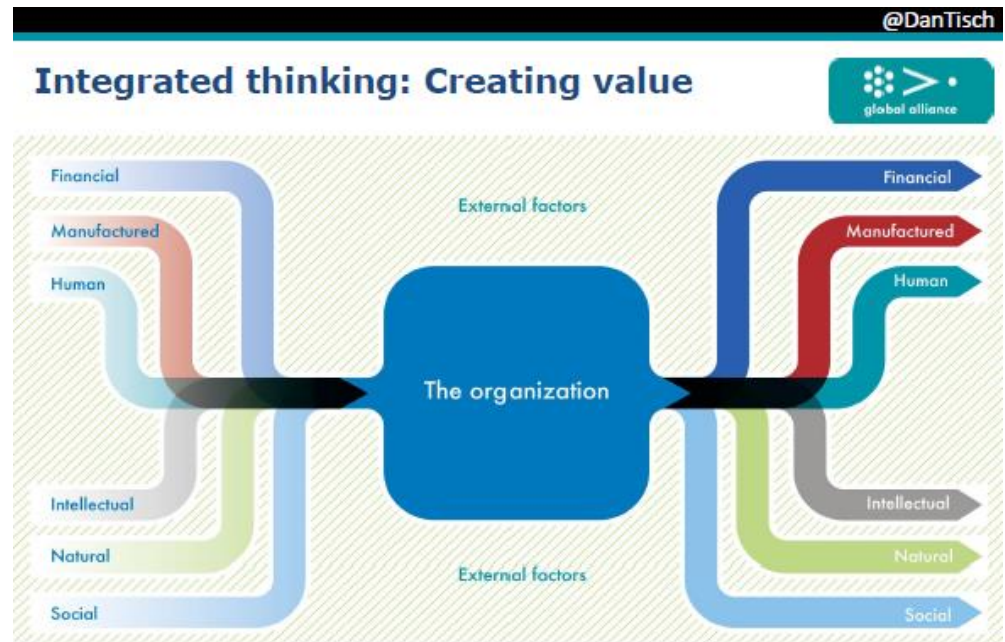 @DanTisch
Integrated thinking: Creating value
global alliance
Financial
Manufactured
Human
Intellectual
Natural
Social
External factors
The organization
External factors
Financial
Manufactured
Human
Intellectual
Natural
Social